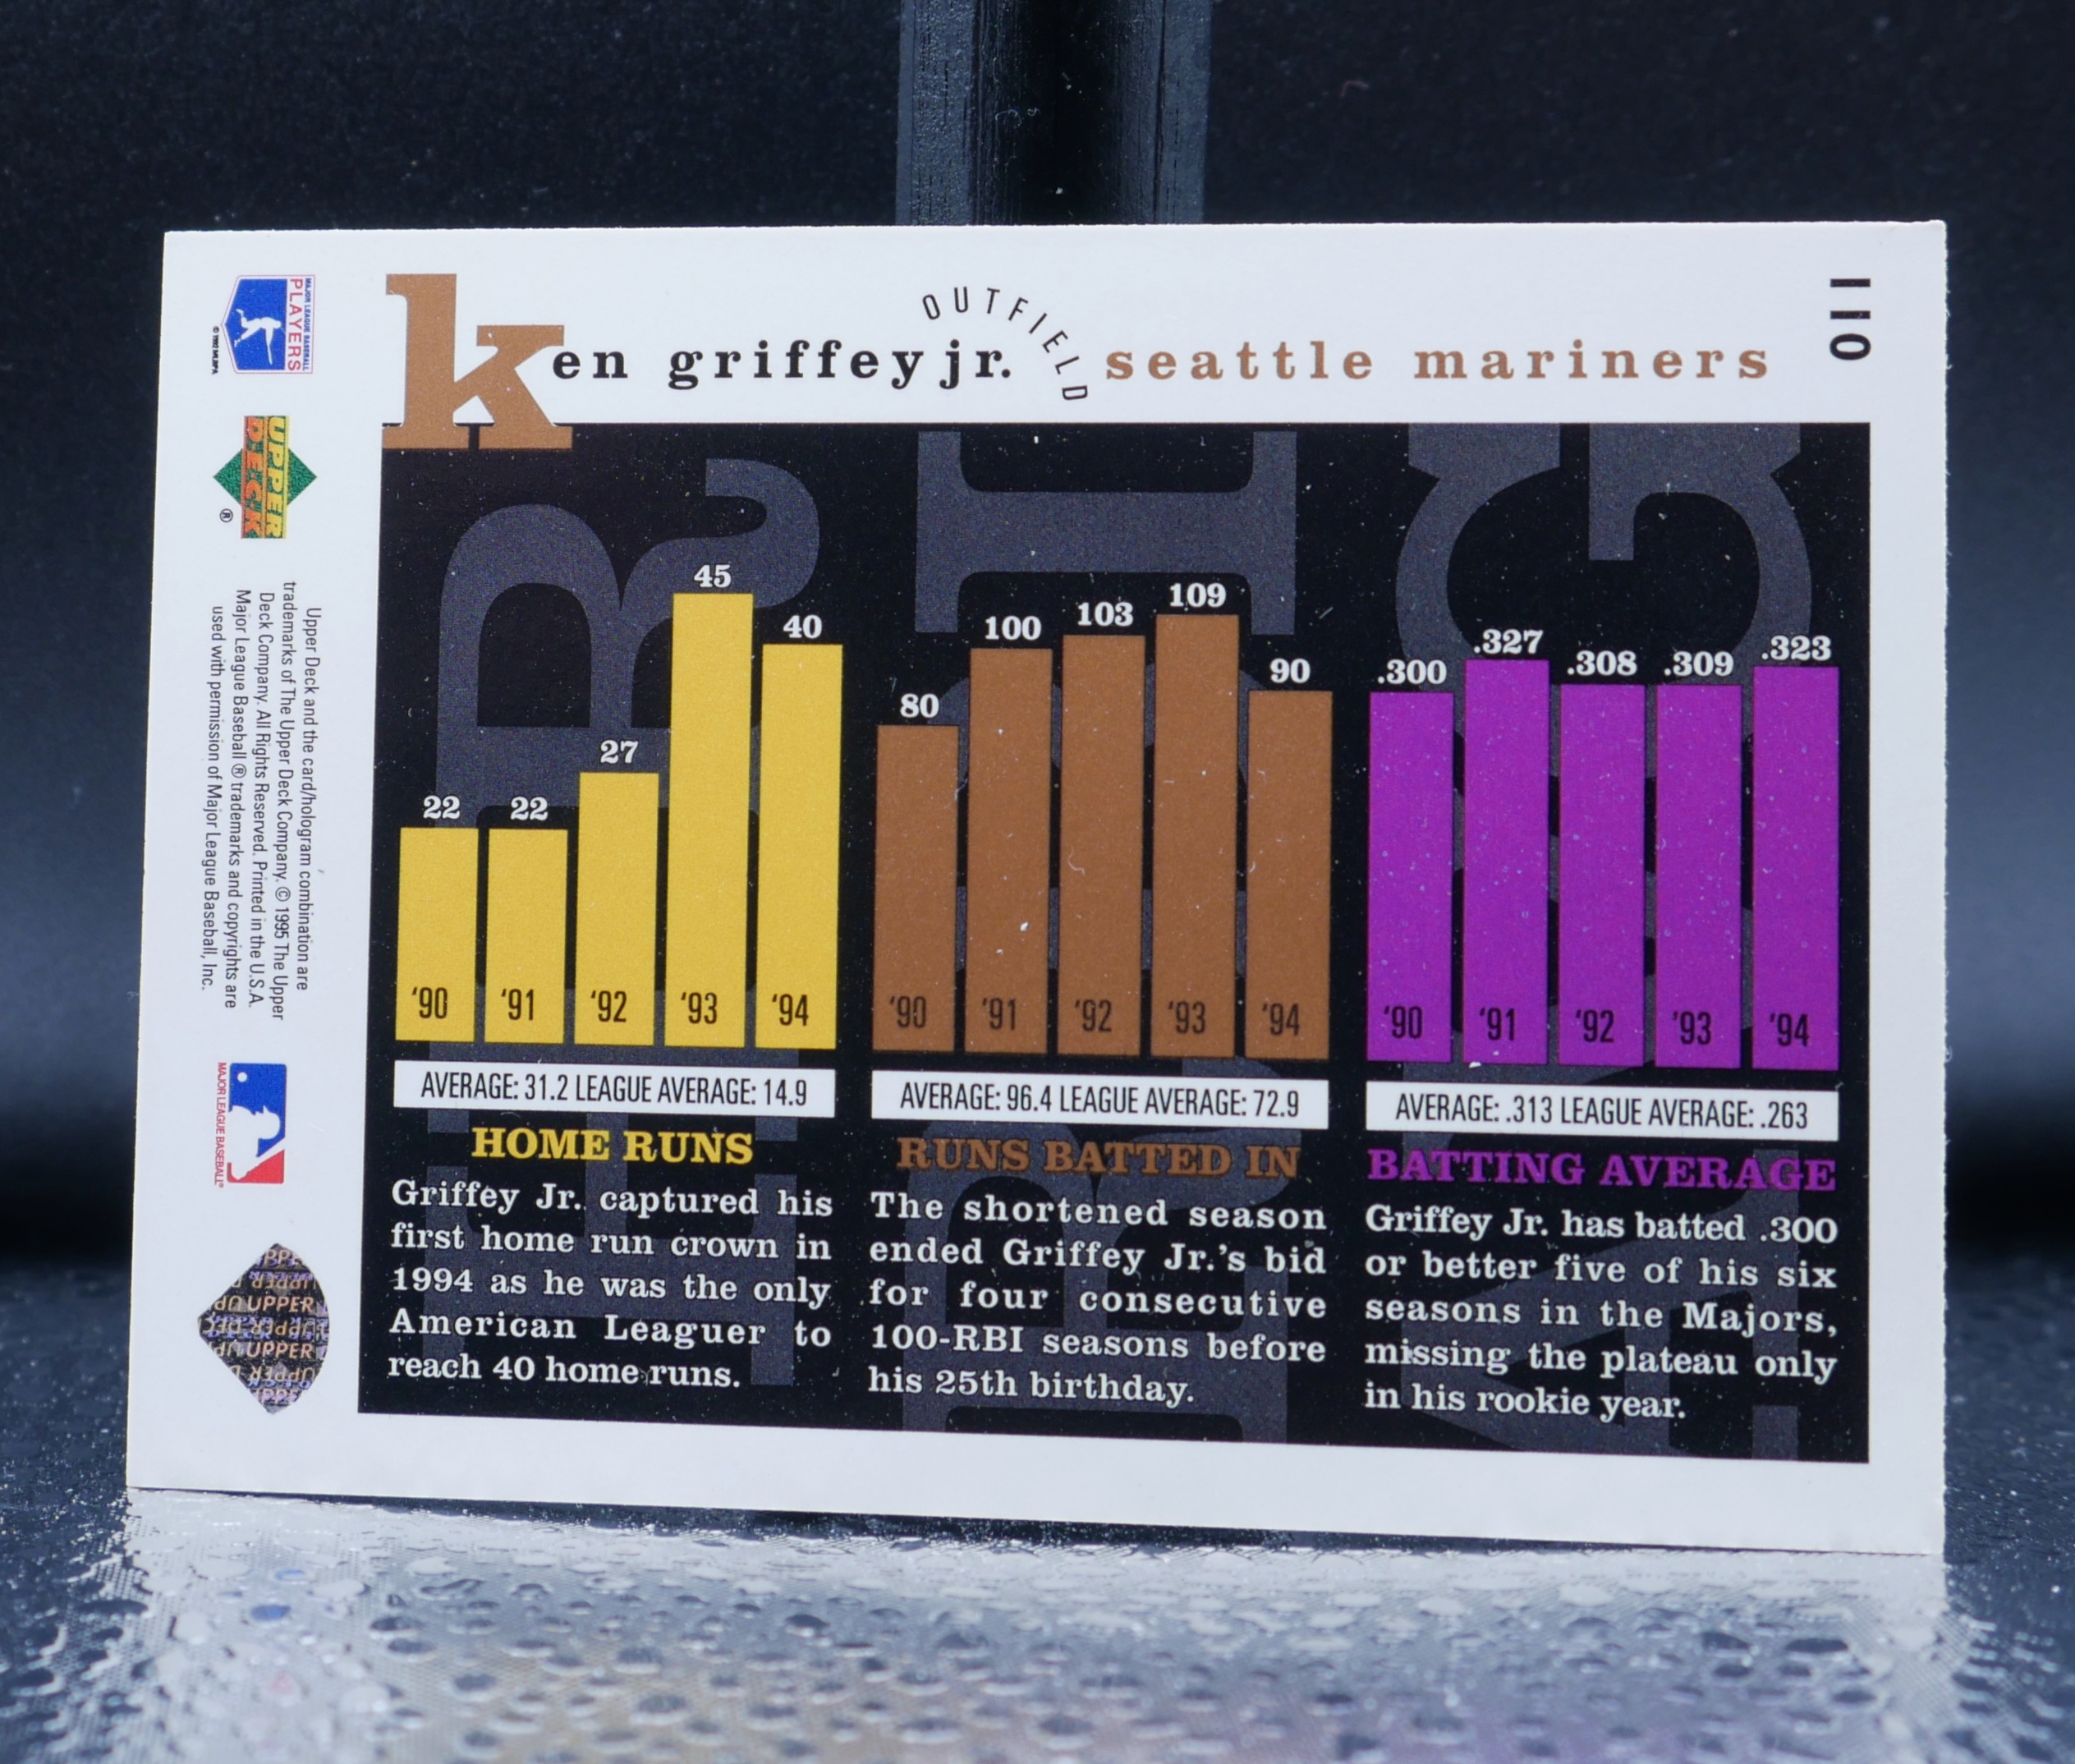 ken griffey jr.
OUTFIELD
seattle mariners
110
MAJOR LEAGUE BASEBALL
PLAYERS
UPPER
DECK
®
Upper Deck and the card/hologram combination are
trademarks of The Upper Deck Company. © 1995 The Upper
Deck Company. All Rights Reserved. Printed in the U.S.A.
Major League Baseball ® trademarks and copyrights are
used with permission of Major League Baseball, Inc.
MAJOR LEAGUE BASEBALL
UPPER
UPPER
22
22
27
45
40
'90
'91
'92
'93
'94
AVERAGE: 31.2 LEAGUE AVERAGE: 14.9
HOME RUNS
Griffey Jr. captured his
first home run crown in
1994 as he was the only
American Leaguer to
reach 40 home runs.
80
100
103
109
90
'90
'91
'92
'93
'94
AVERAGE: 96.4 LEAGUE AVERAGE: 72.9
RUNS BATTED IN
The shortened season
ended Griffey Jr.'s bid
for four consecutive
100-RBI seasons before
his 25th birthday.
.300
.327
.308
.309
.323
'90
'91
'92
'93
'94
AVERAGE: .313 LEAGUE AVERAGE: .263
BATTING AVERAGE
Griffey Jr. has batted .300
or better five of his six
seasons in the Majors,
missing the plateau only
in his rookie year.